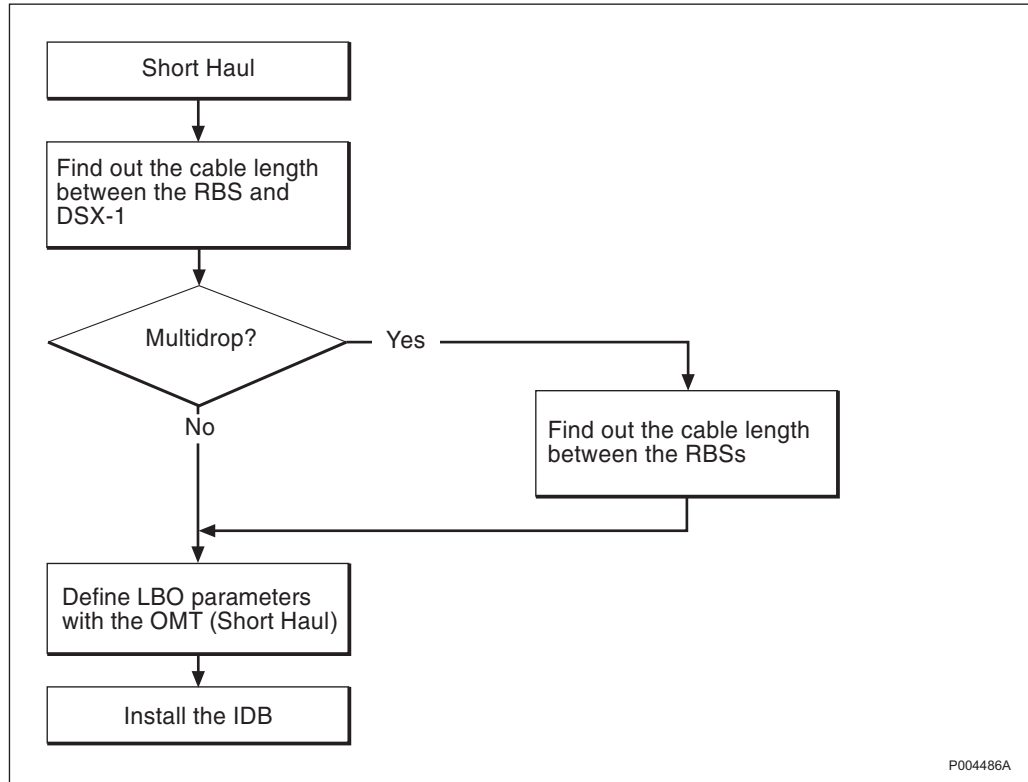 Short Haul
Find out the cable length
between the RBS and
DSX-1
Multidrop?
Yes
No
Find out the cable length
between the RBSs
Define LBO parameters
with the OMT (Short Haul)
Install the IDB
P004486A